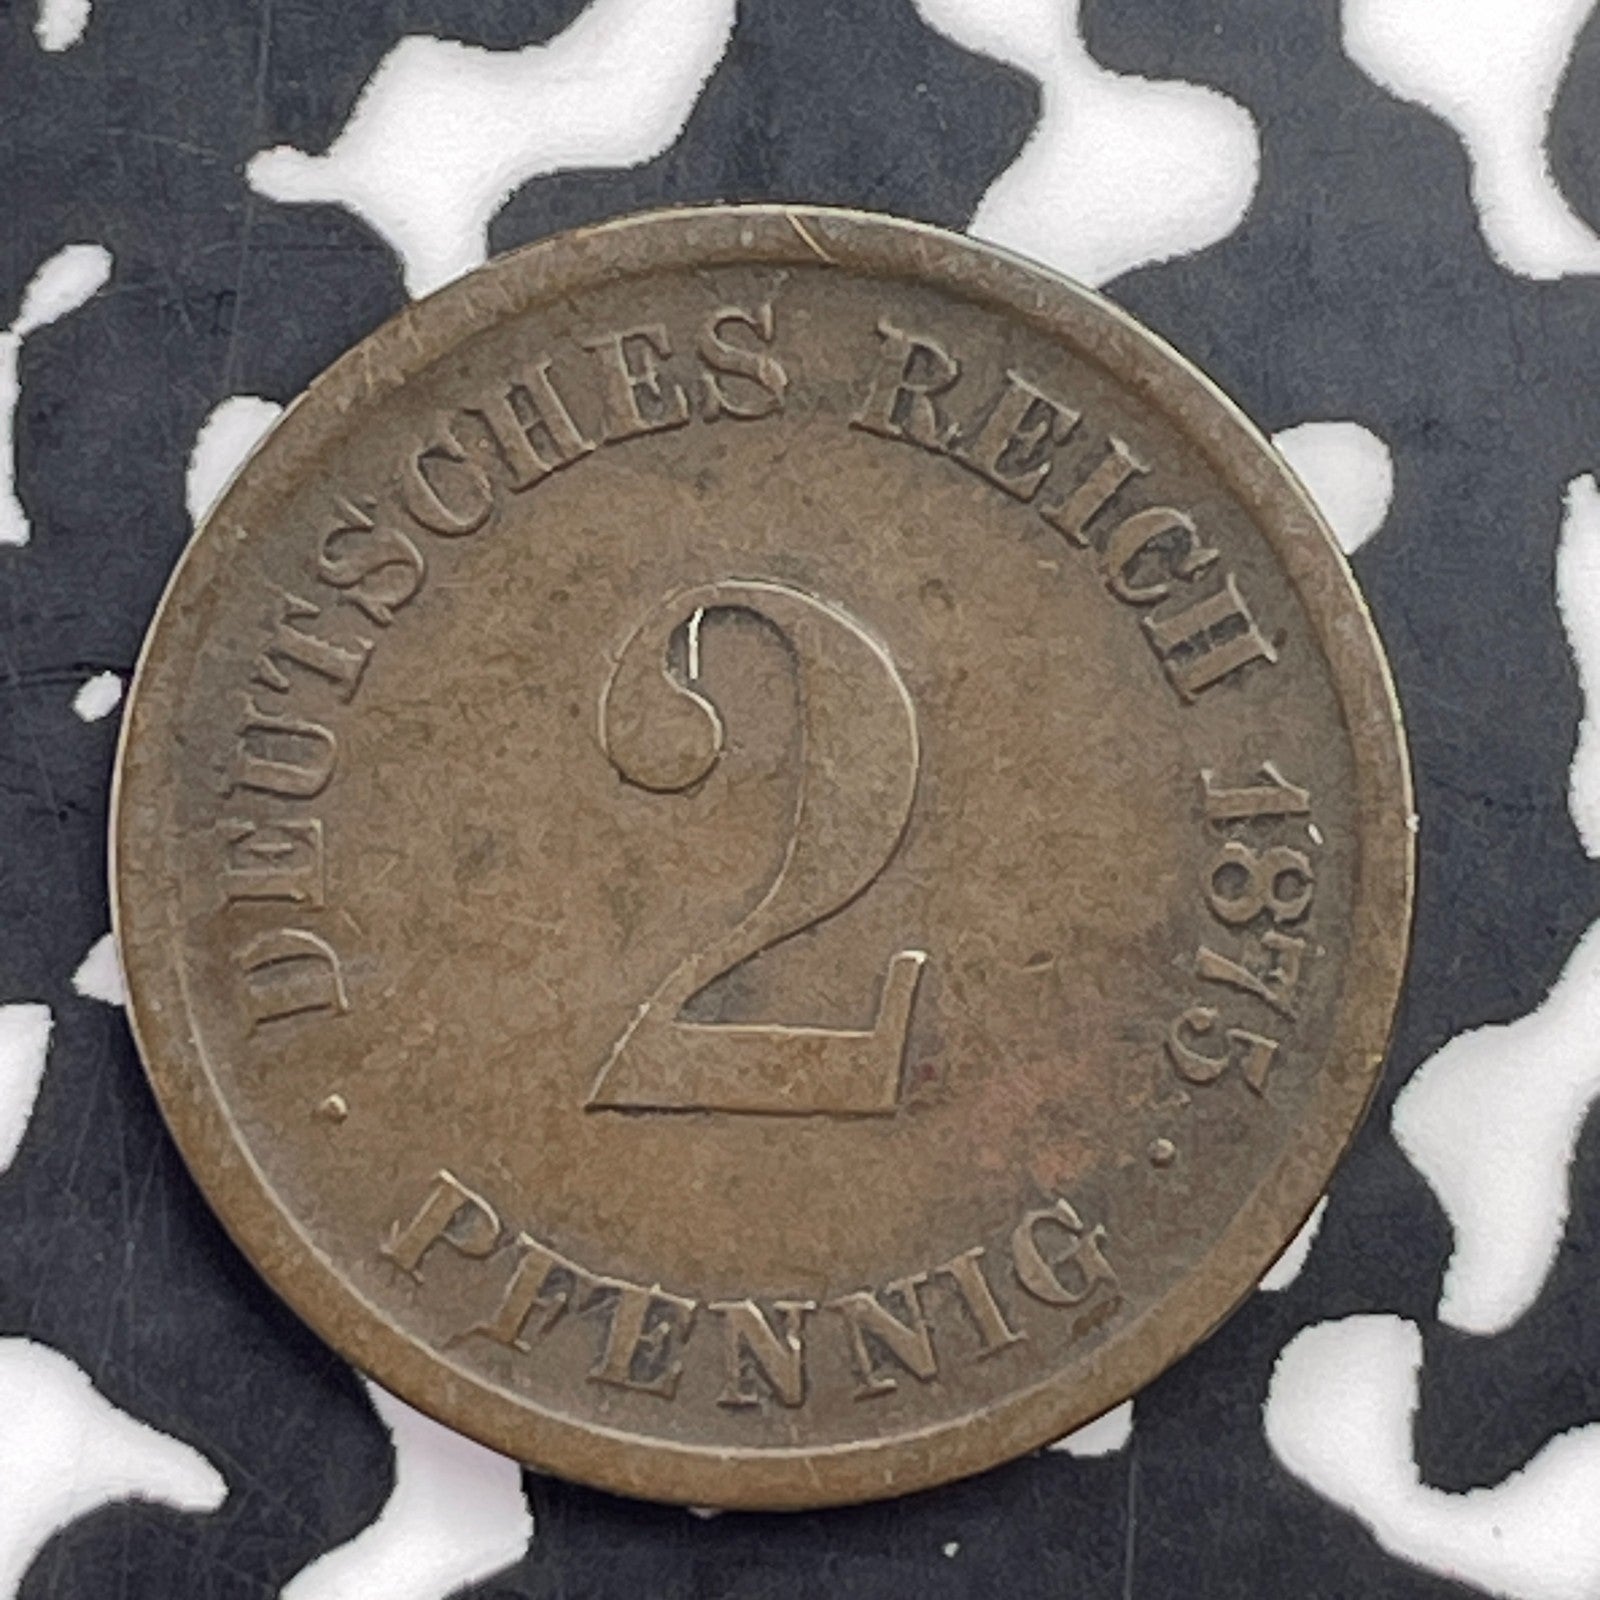 DEUTSCHES REICH 1875
2
· PFENNIG ·